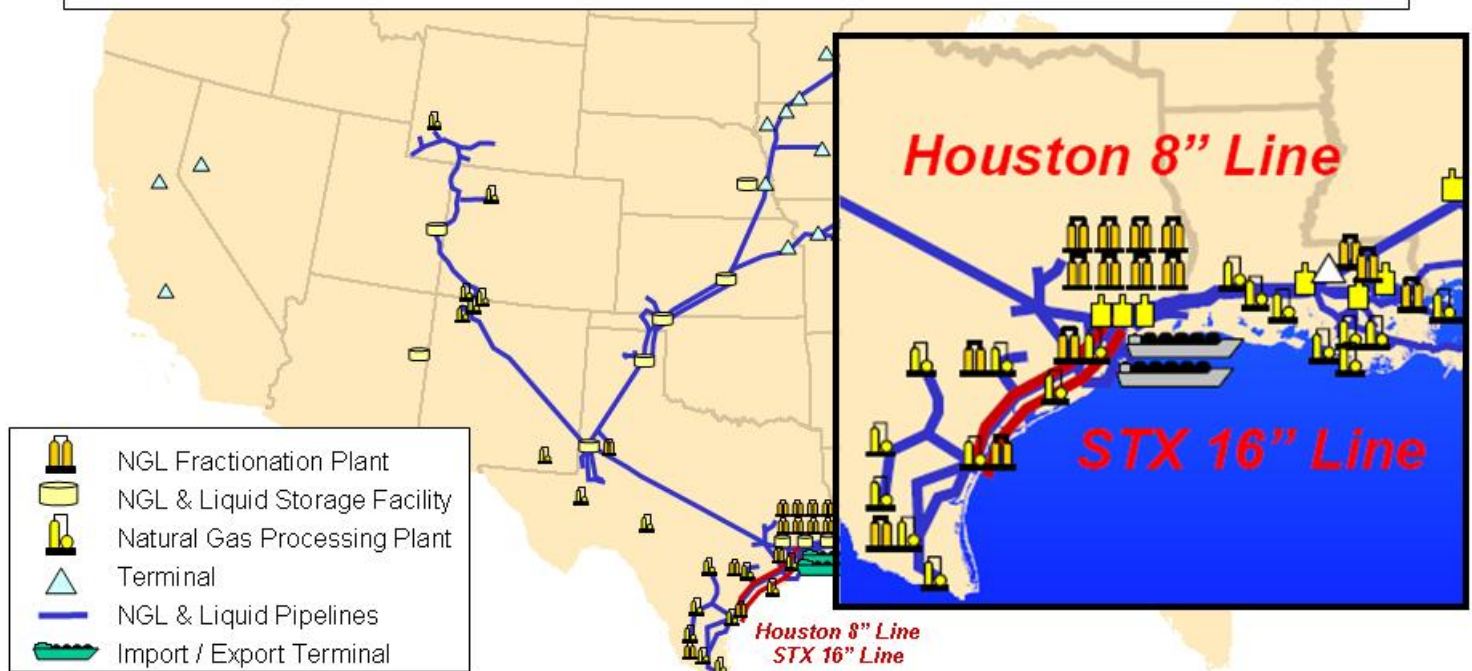 Houston 8” Line
STX 16” Line
NGL Fractionation Plant
NGL & Liquid Storage Facility
Natural Gas Processing Plant
Terminal
NGL & Liquid Pipelines
Import / Export Terminal
Houston 8” Line
STX 16” Line